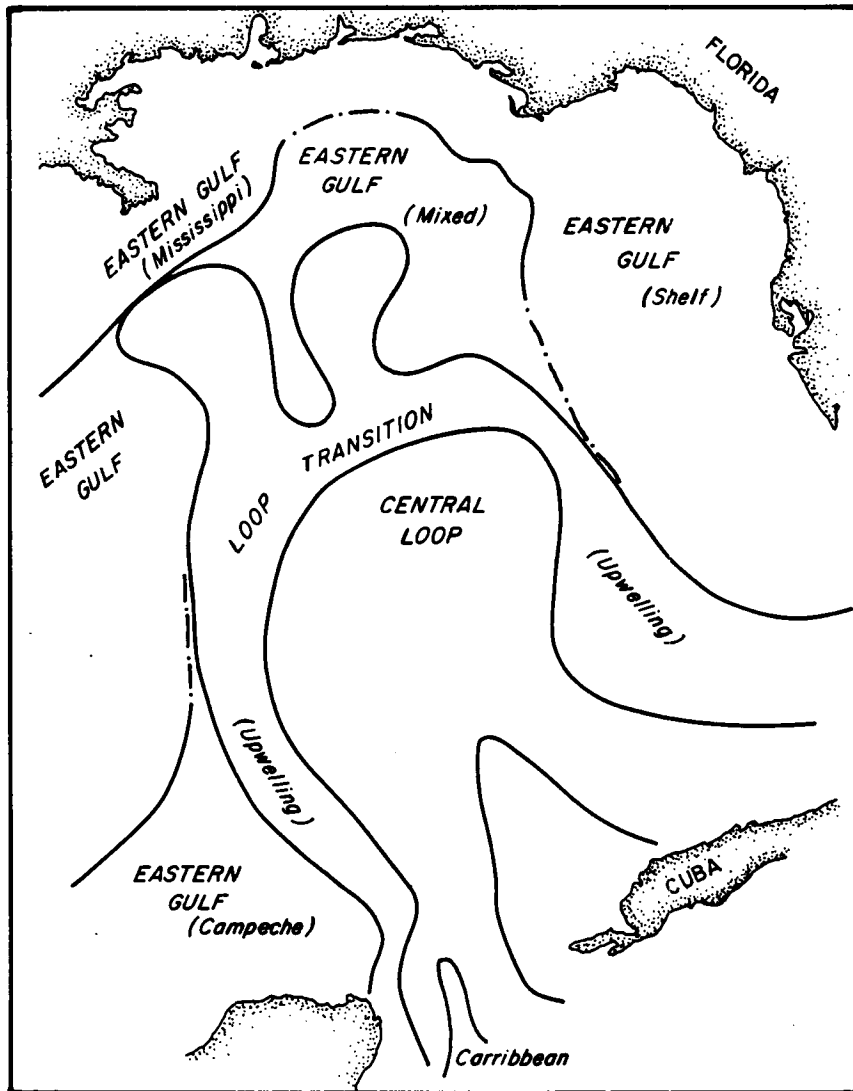 FLORIDA
EASTERN GULF
(Mississippi)
EASTERN
GULF
(Mixed)
EASTERN
GULF
(Shelf)
EASTERN
GULF
LOOP TRANSITION
CENTRAL
LOOP
(Upwelling)
(Upwelling)
EASTERN
GULF
(Campeche)
CUBA
Carribbean